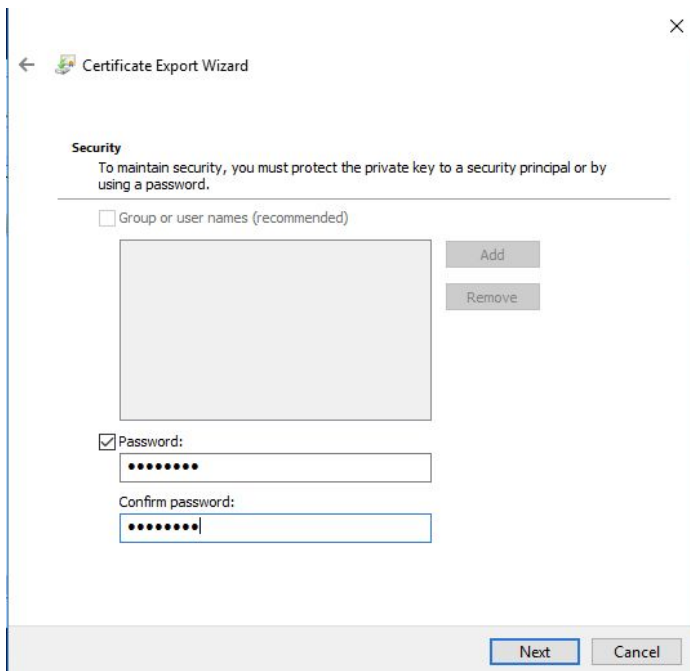 Certificate Export Wizard
Security
To maintain security, you must protect the private key to a security principal or by
using a password.
Group or user names (recommended)
Add
Remove
Password:
••••••••
Confirm password:
••••••••
Next
Cancel